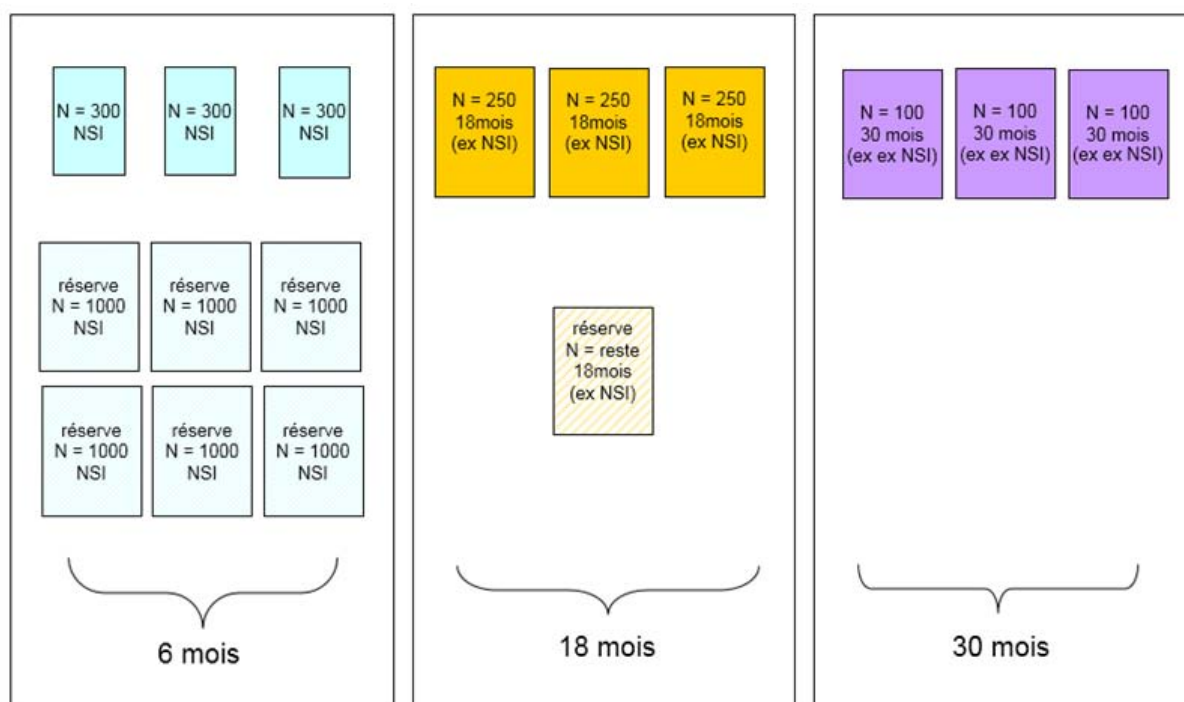 N = 300
NSI
N = 300
NSI
N = 300
NSI
réserve
N = 1000
NSI
réserve
N = 1000
NSI
réserve
N = 1000
NSI
réserve
N = 1000
NSI
réserve
N = 1000
NSI
réserve
N = 1000
NSI
6 mois
N = 250
18mois
(ex NSI)
N = 250
18mois
(ex NSI)
N = 250
18mois
(ex NSI)
réserve
N = reste
18mois
(ex NSI)
18 mois
N = 100
30 mois
(ex ex NSI)
N = 100
30 mois
(ex ex NSI)
N = 100
30 mois
(ex ex NSI)
30 mois